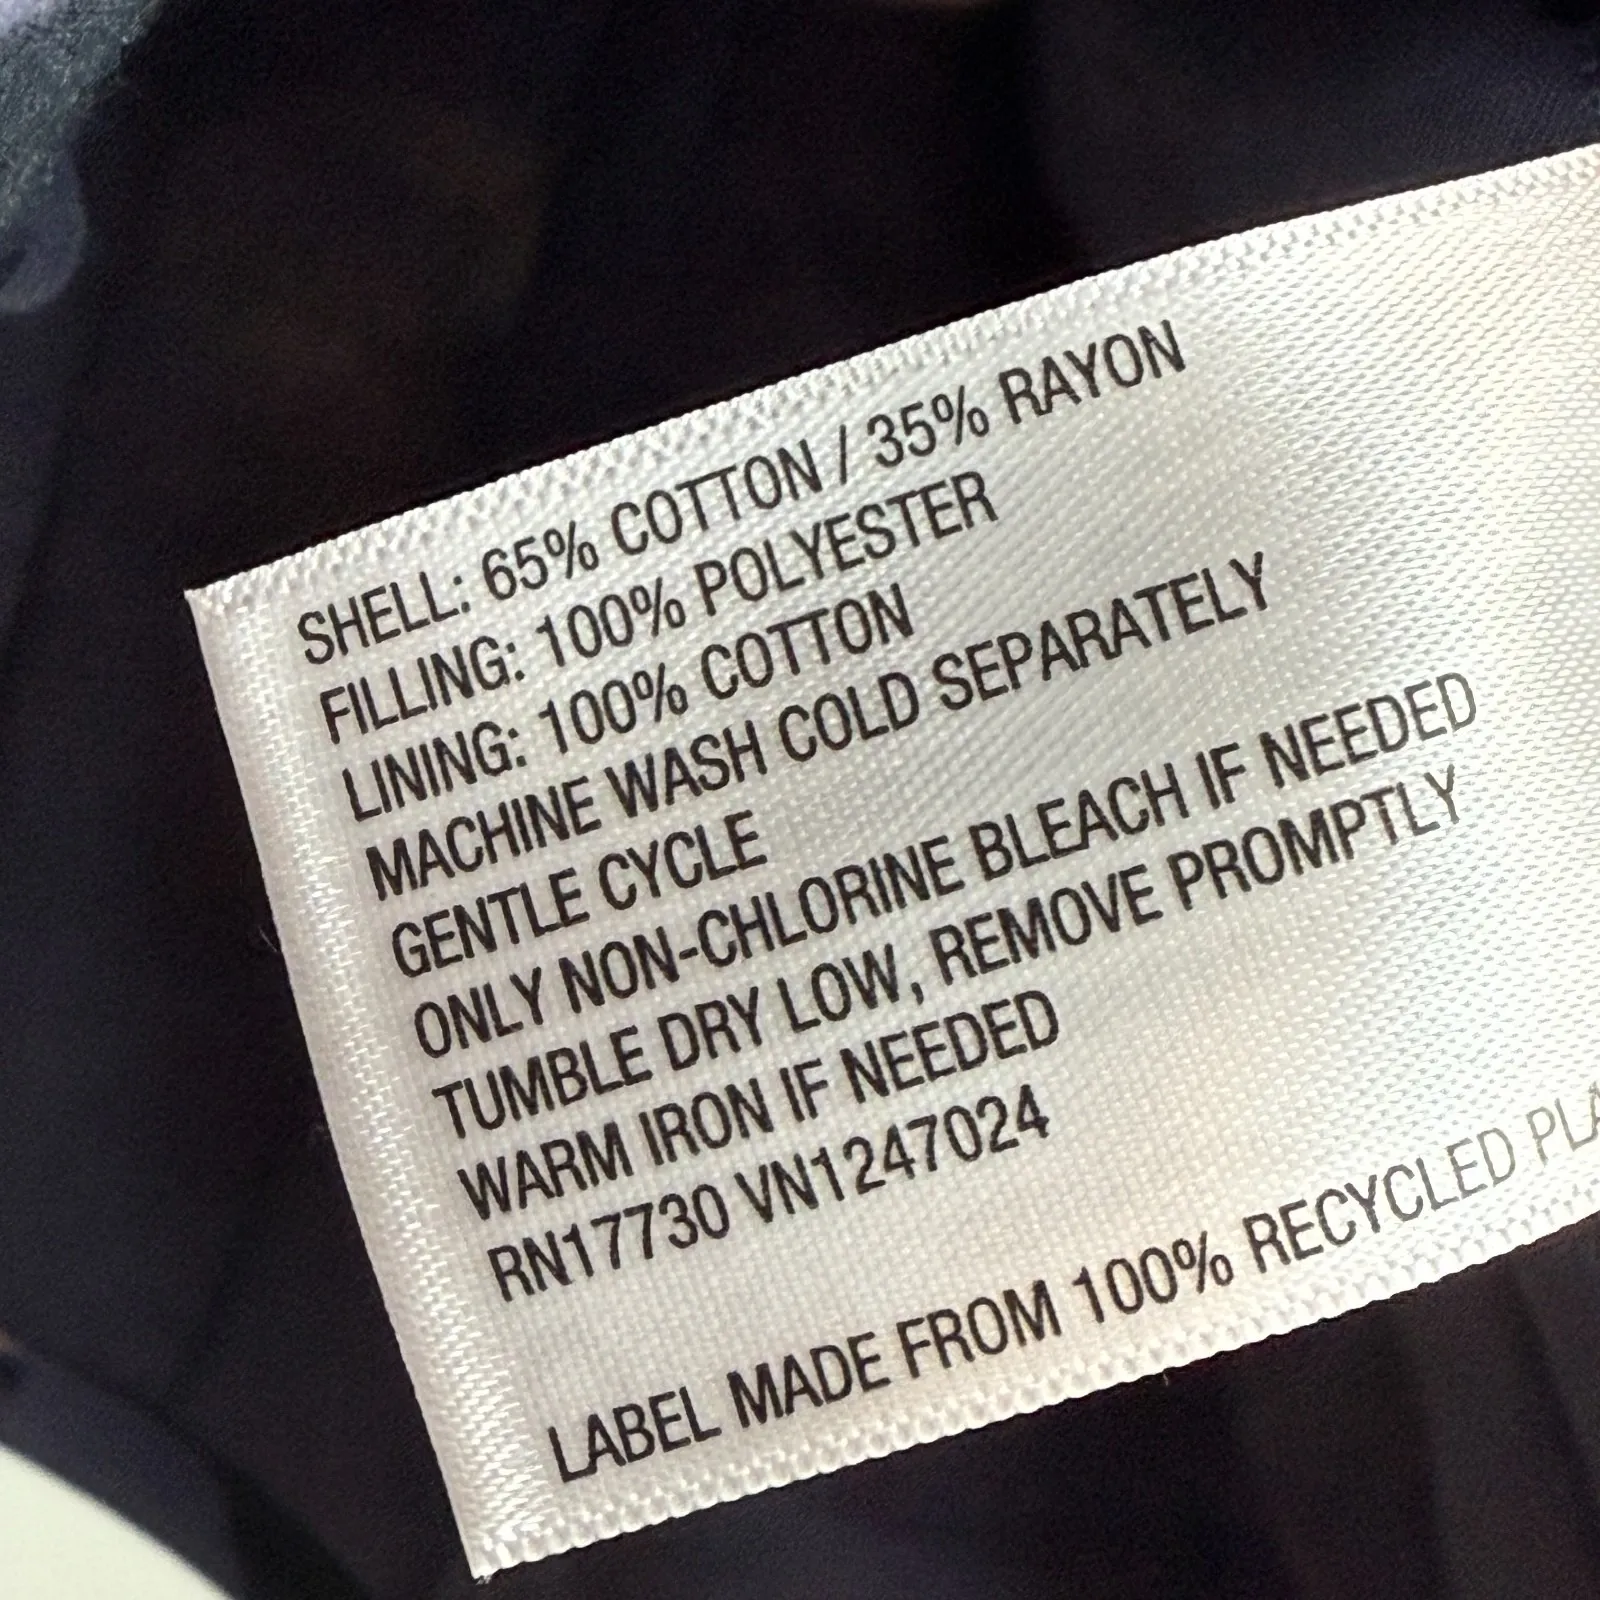 SHELL: 65% COTTON / 35% RAYON
FILLING: 100% POLYESTER
LINING: 100% COTTON
MACHINE WASH COLD SEPARATELY
GENTLE CYCLE
ONLY NON-CHLORINE BLEACH IF NEEDED
TUMBLE DRY LOW, REMOVE PROMPTLY
WARM IRON IF NEEDED
RN17730 VN1247024
LABEL MADE FROM 100% RECYCLED